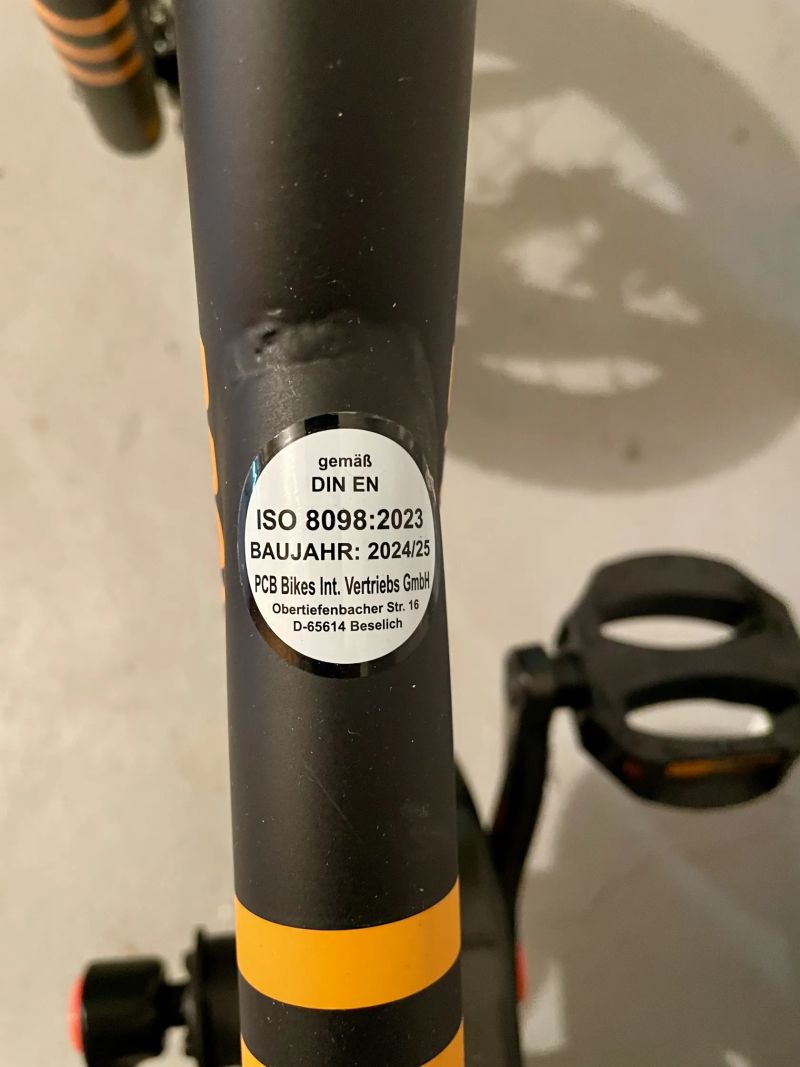 gemäß
DIN EN
ISO 8098:2023
BAUJAHR: 2024/25
PCB Bikes Int. Vertriebs GmbH
Obertiefenbacher Str. 16
D-65614 Beselich